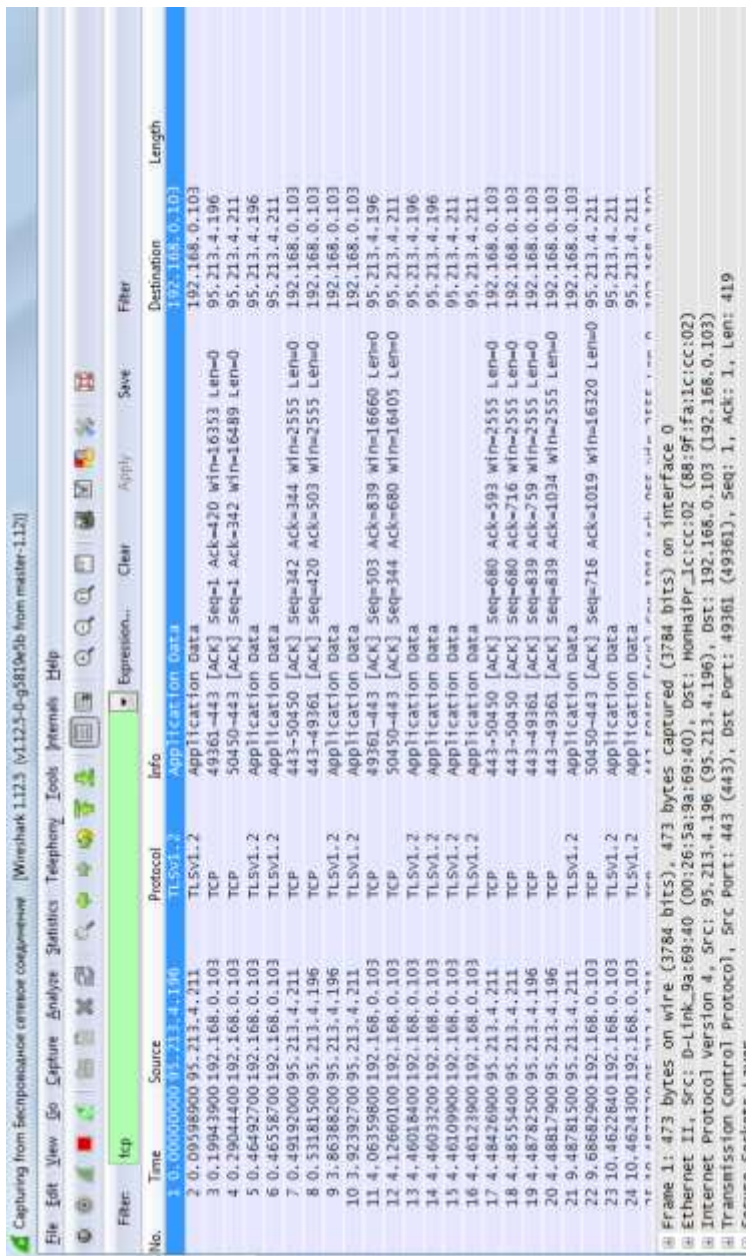 Capturing from Беспроводное сетевое соединение [Wireshark 1.12.5 (v1.12.5-0-g5819e5b from master-1.12)]
File Edit View Go Capture Analyze Statistics Telephony Tools Internals Help
Filter: tcp Expression... Clear Apply Save Filter
No. Time Source Protocol Info Destination Length
1 0.00000000 95.213.4.196 TLSv1.2 Application Data 192.168.0.103
2 0.09598900 95.213.4.211 TLSv1.2 Application Data 192.168.0.103
3 0.19943900 192.168.0.103 TCP 49361→443 [ACK] Seq=1 Ack=420 Win=16353 Len=0 95.213.4.196
4 0.29044400 192.168.0.103 TCP 50450→443 [ACK] Seq=1 Ack=342 Win=16489 Len=0 95.213.4.211
5 0.46492700 192.168.0.103 TLSv1.2 Application Data 95.213.4.196
6 0.46558700 192.168.0.103 TLSv1.2 Application Data 95.213.4.211
7 0.49192000 95.213.4.211 TCP 443→50450 [ACK] Seq=342 Ack=344 Win=2555 Len=0 192.168.0.103
8 0.53181500 95.213.4.196 TCP 443→49361 [ACK] Seq=420 Ack=503 Win=2555 Len=0 192.168.0.103
9 3.86388200 95.213.4.196 TLSv1.2 Application Data 192.168.0.103
10 3.92392700 95.213.4.211 TLSv1.2 Application Data 192.168.0.103
11 4.06359800 192.168.0.103 TCP 49361→443 [ACK] Seq=503 Ack=839 Win=16660 Len=0 95.213.4.196
12 4.12660100 192.168.0.103 TCP 50450→443 [ACK] Seq=344 Ack=680 Win=16405 Len=0 95.213.4.211
13 4.46018400 192.168.0.103 TLSv1.2 Application Data 95.213.4.196
14 4.46033200 192.168.0.103 TLSv1.2 Application Data 95.213.4.196
15 4.46109900 192.168.0.103 TLSv1.2 Application Data 95.213.4.211
16 4.46123900 192.168.0.103 TLSv1.2 Application Data 95.213.4.211
17 4.48426900 95.213.4.211 TCP 443→50450 [ACK] Seq=680 Ack=593 Win=2555 Len=0 192.168.0.103
18 4.48553400 95.213.4.211 TCP 443→50450 [ACK] Seq=680 Ack=716 Win=2555 Len=0 192.168.0.103
19 4.48782500 95.213.4.196 TCP 443→49361 [ACK] Seq=839 Ack=759 Win=2555 Len=0 192.168.0.103
20 4.48817900 95.213.4.196 TCP 443→49361 [ACK] Seq=839 Ack=1034 Win=2555 Len=0 192.168.0.103
21 9.48781500 95.213.4.211 TLSv1.2 Application Data 192.168.0.103
22 9.68682900 192.168.0.103 TCP 50450→443 [ACK] Seq=716 Ack=1019 Win=16320 Len=0 95.213.4.211
23 10.4622840 192.168.0.103 TLSv1.2 Application Data 95.213.4.211
24 10.4624300 192.168.0.103 TLSv1.2 Application Data 95.213.4.211
Frame 1: 473 bytes on wire (3784 bits), 473 bytes captured (3784 bits) on interface 0
Ethernet II, Src: D-Link_9a:69:40 (00:26:5a:9a:69:40), Dst: HonHaiPr_1c:cc:02 (88:9f:fa:1c:cc:02)
Internet Protocol Version 4, Src: 95.213.4.196 (95.213.4.196), Dst: 192.168.0.103 (192.168.0.103)
Transmission Control Protocol, Src Port: 443 (443), Dst Port: 49361 (49361), Seq: 1, Ack: 1, Len: 419